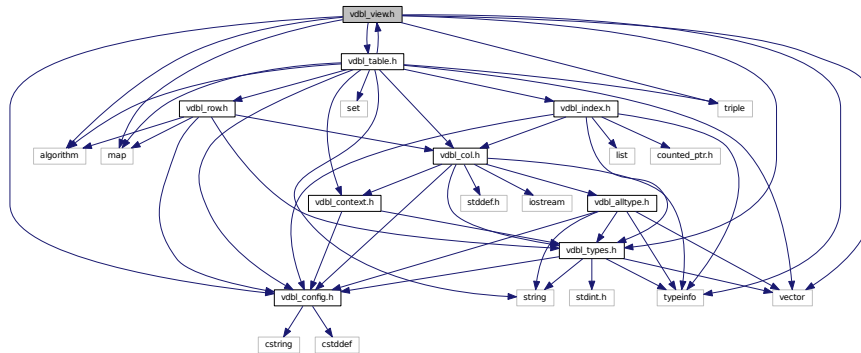 vdbl_view.h
vdbl_table.h
vdbl_row.h
set
vdbl_index.h
triple
algorithm
map
vdbl_col.h
list
counted_ptr.h
vdbl_context.h
stddef.h
iostream
vdbl_alltype.h
vdbl_types.h
vdbl_config.h
string
stdint.h
typeinfo
vector
cstring
cstddef